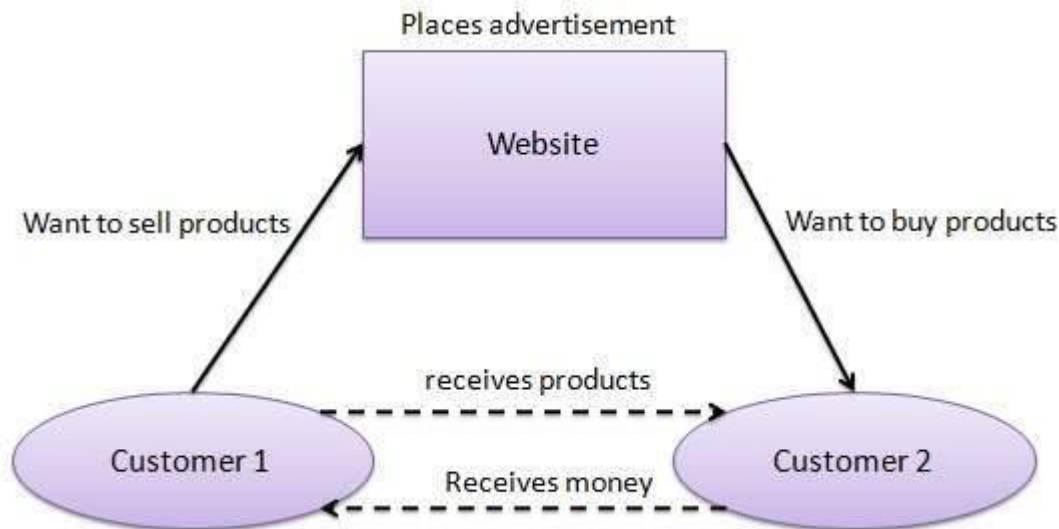 Places advertisement
Website
Want to sell products
Want to buy products
receives products
Customer 1
Customer 2
Receives money